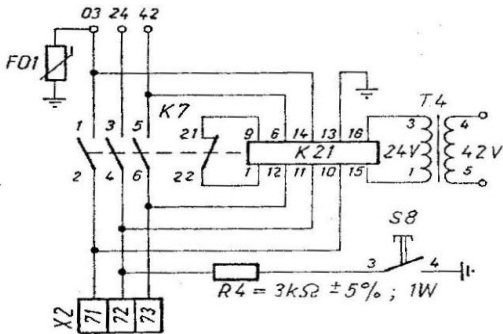 03 24 42
F01
K7
1 3 5 21 9 6 14 13 16 3 T.4 4
K21 24V 42V
2 4 6 22 1 12 11 10 15 1 5
S8
3 4
R4 = 3kΩ ±5% ; 1W
X2 71 72 73